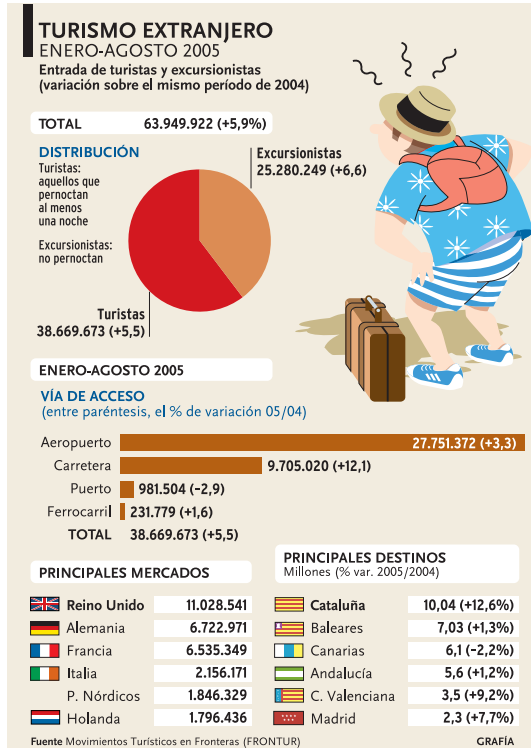 TURISMO EXTRANJERO
ENERO-AGOSTO 2005
Entrada de turistas y excursionistas
(variación sobre el mismo período de 2004)
TOTAL 63.949.922 (+5,9%)
DISTRIBUCIÓN
Turistas:
aquellos que
pernoctan
al menos
una noche
Excursionistas:
no pernoctan
Excursionistas
25.280.249 (+6,6)
Turistas
38.669.673 (+5,5)
ENERO-AGOSTO 2005
VÍA DE ACCESO
(entre paréntesis, el % de variación 05/04)
Aeropuerto 27.751.372 (+3,3)
Carretera 9.705.020 (+12,1)
Puerto 981.504 (-2,9)
Ferrocarril 231.779 (+1,6)
TOTAL 38.669.673 (+5,5)
PRINCIPALES MERCADOS
Reino Unido 11.028.541
Alemania 6.722.971
Francia 6.535.349
Italia 2.156.171
P. Nórdicos 1.846.329
Holanda 1.796.436
PRINCIPALES DESTINOS
Millones (% var. 2005/2004)
Cataluña 10,04 (+12,6%)
Baleares 7,03 (+1,3%)
Canarias 6,1 (-2,2%)
Andalucía 5,6 (+1,2%)
C. Valenciana 3,5 (+9,2%)
Madrid 2,3 (+7,7%)
Fuente Movimientos Turísticos en Fronteras (FRONTUR) GRAFÍA